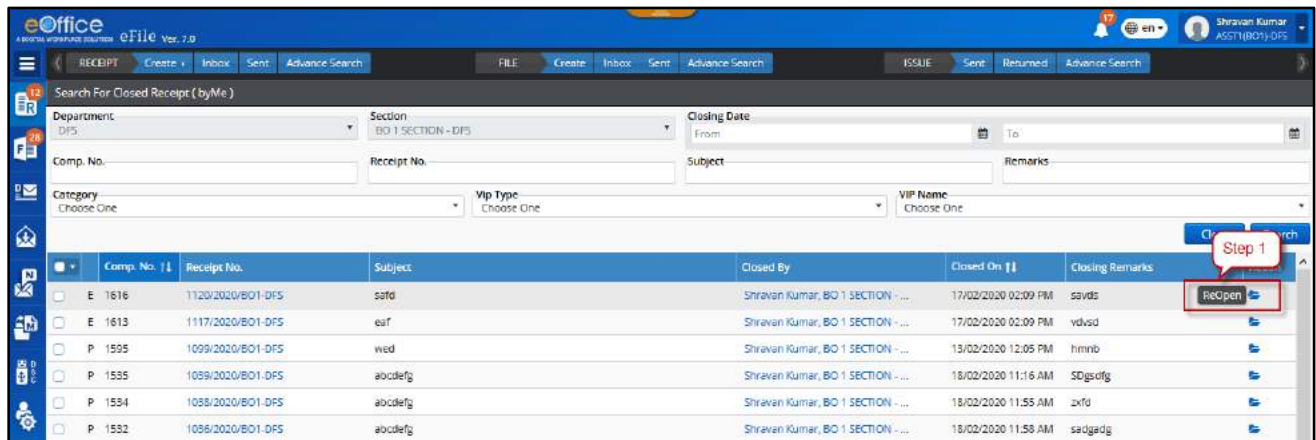 eOffice
A DIGITAL WORKPLACE SOLUTION eFile Ver. 7.0
17 en Shravan Kumar
ASST1(BO1)-DFS
RECEIPT Create Inbox Sent Advance Search FILE Create Inbox Sent Advance Search ISSUE Sent Returned Advance Search
12
Search For Closed Receipt ( byMe )
Department Section Closing Date
DFS BO 1 SECTION - DFS From To
28
Comp. No. Receipt No. Subject Remarks
Category Vip Type VIP Name
Choose One Choose One Choose One
Step 1
Comp. No. Receipt No. Subject Closed By Closed On Closing Remarks
E 1616 1120/2020/BO1-DFS safd Shravan Kumar, BO 1 SECTION - ... 17/02/2020 02:09 PM savds ReOpen
E 1613 1117/2020/BO1-DFS eaf Shravan Kumar, BO 1 SECTION - ... 17/02/2020 02:09 PM vdvsd
P 1595 1099/2020/BO1-DFS wed Shravan Kumar, BO 1 SECTION - ... 13/02/2020 12:05 PM hmnb
P 1535 1039/2020/BO1-DFS abcdefg Shravan Kumar, BO 1 SECTION - ... 18/02/2020 11:16 AM SDgsdfg
P 1534 1038/2020/BO1-DFS abcdefg Shravan Kumar, BO 1 SECTION - ... 18/02/2020 11:55 AM zxfd
P 1532 1036/2020/BO1-DFS abcdefg Shravan Kumar, BO 1 SECTION - ... 18/02/2020 11:58 AM sadgadg